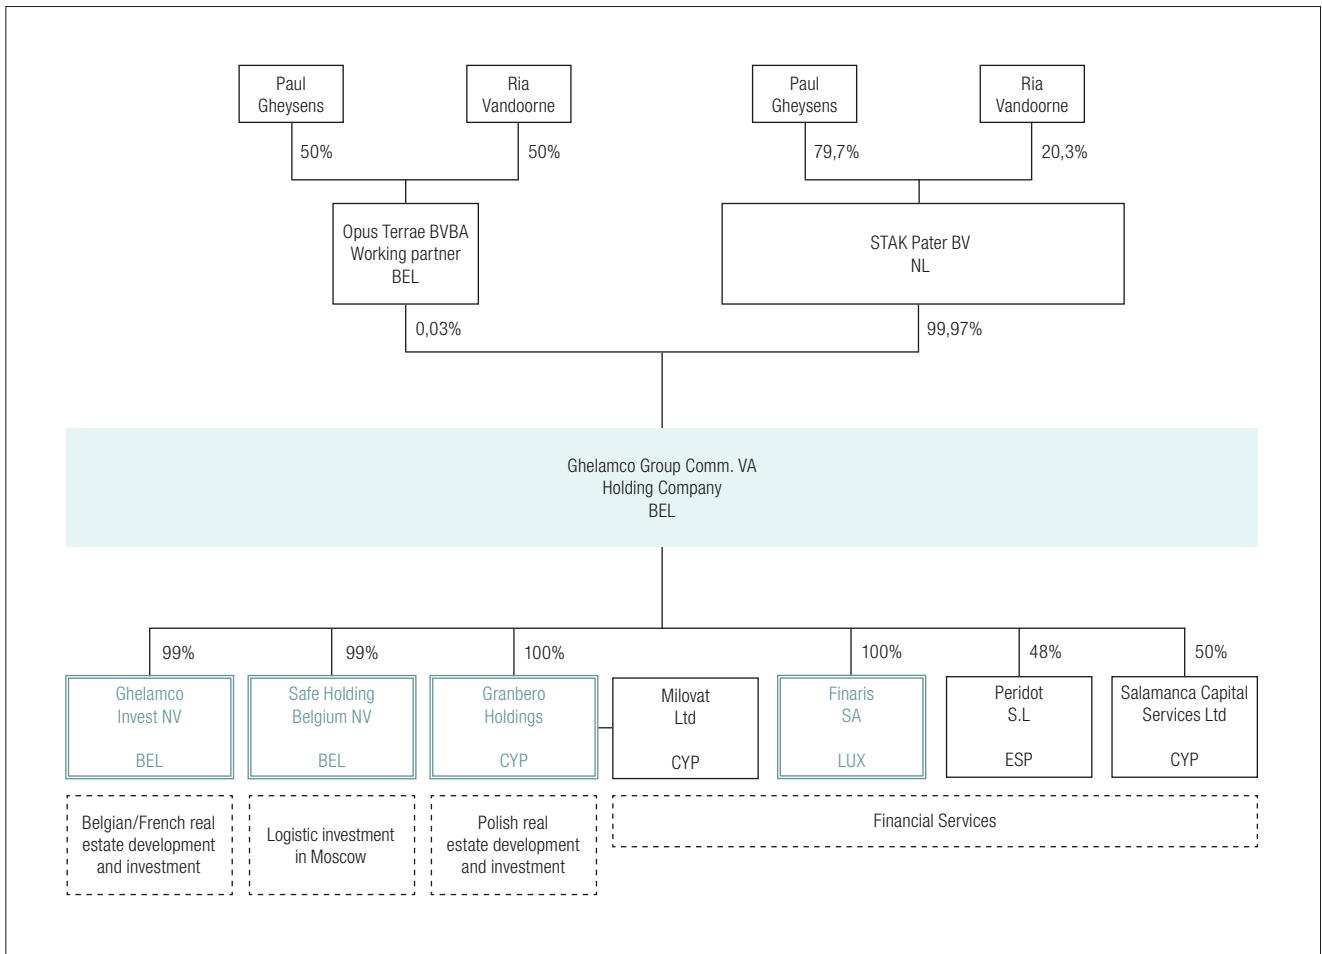 Paul
Gheysens
Ria
Vandoorne
Paul
Gheysens
Ria
Vandoorne
50%
50%
79,7%
20,3%
Opus Terrae BVBA
Working partner
BEL
STAK Pater BV
NL
0,03%
99,97%
Ghelamco Group Comm. VA
Holding Company
BEL
99%
99%
100%
100%
48%
50%
Ghelamco
Invest NV
BEL
Safe Holding
Belgium NV
BEL
Granbero
Holdings
CYP
Milovat
Ltd
CYP
Finaris
SA
LUX
Peridot
S.L
ESP
Salamanca Capital
Services Ltd
CYP
Belgian/French real
estate development
and investment
Logistic investment
in Moscow
Polish real
estate development
and investment
Financial Services